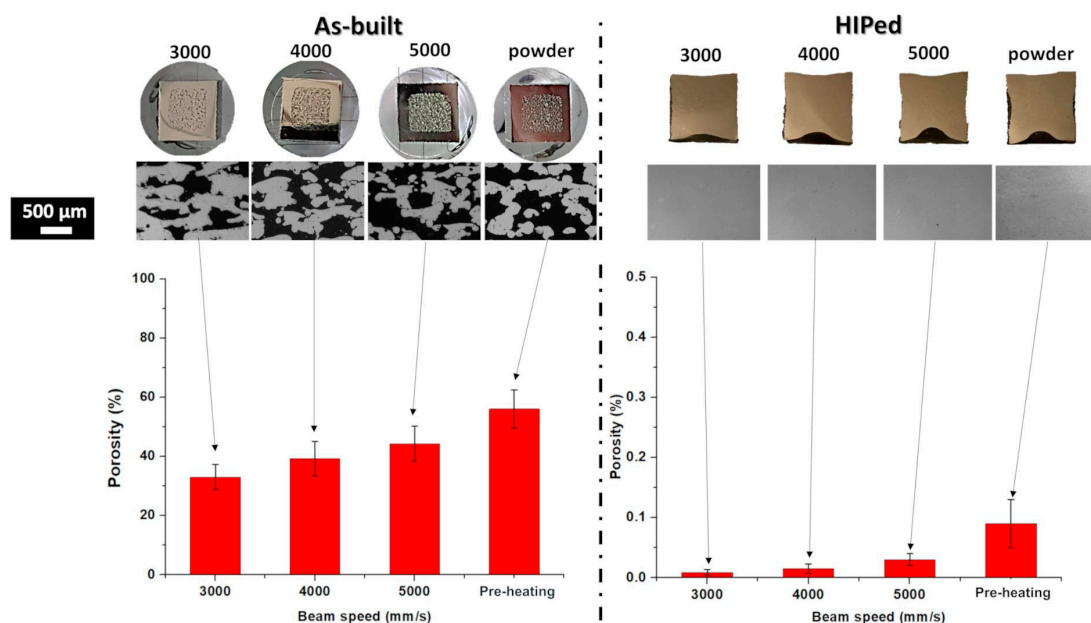 As-built
3000 4000 5000 powder
500 µm
Porosity (%)
100
80
60
40
20
0
3000 4000 5000 Pre-heating
Beam speed (mm/s)
HIPed
3000 4000 5000 powder
Porosity (%)
0.5
0.4
0.3
0.2
0.1
0.0
3000 4000 5000 Pre-heating
Beam speed (mm/s)